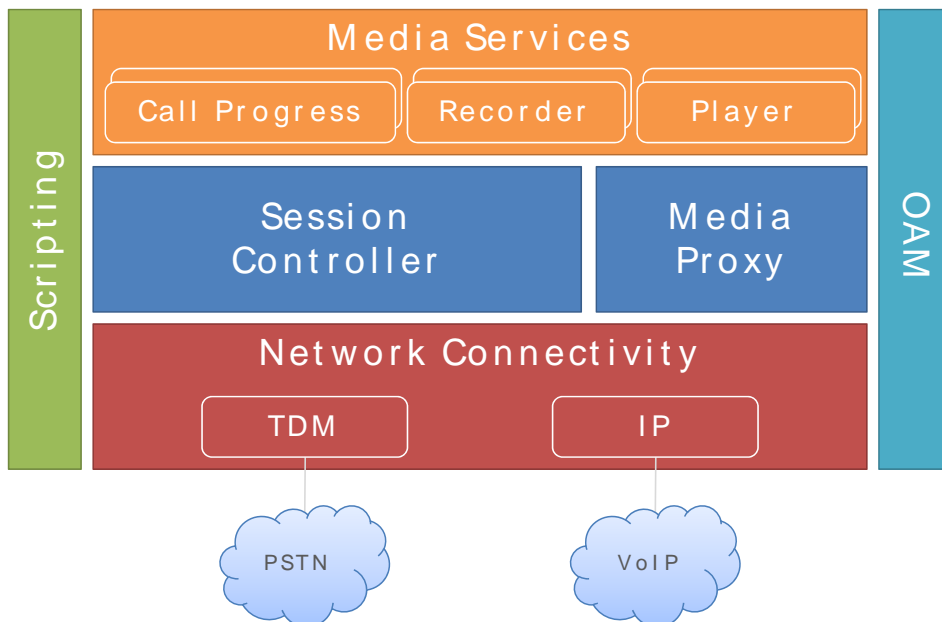 Media Services
Call Progress
Recorder
Player
Scripting
Session
Controller
Media
Proxy
OAM
Network Connectivity
TDM
IP
PSTN
VoIP